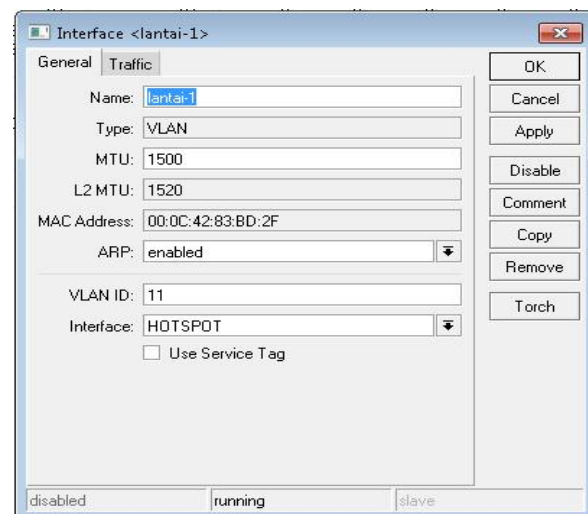 Interface <lantai-1>
General Traffic
Name: lantai-1
Type: VLAN
MTU: 1500
L2 MTU: 1520
MAC Address: 00:0C:42:83:BD:2F
ARP: enabled
VLAN ID: 11
Interface: HOTSPOT
Use Service Tag
OK
Cancel
Apply
Disable
Comment
Copy
Remove
Torch
disabled running slave